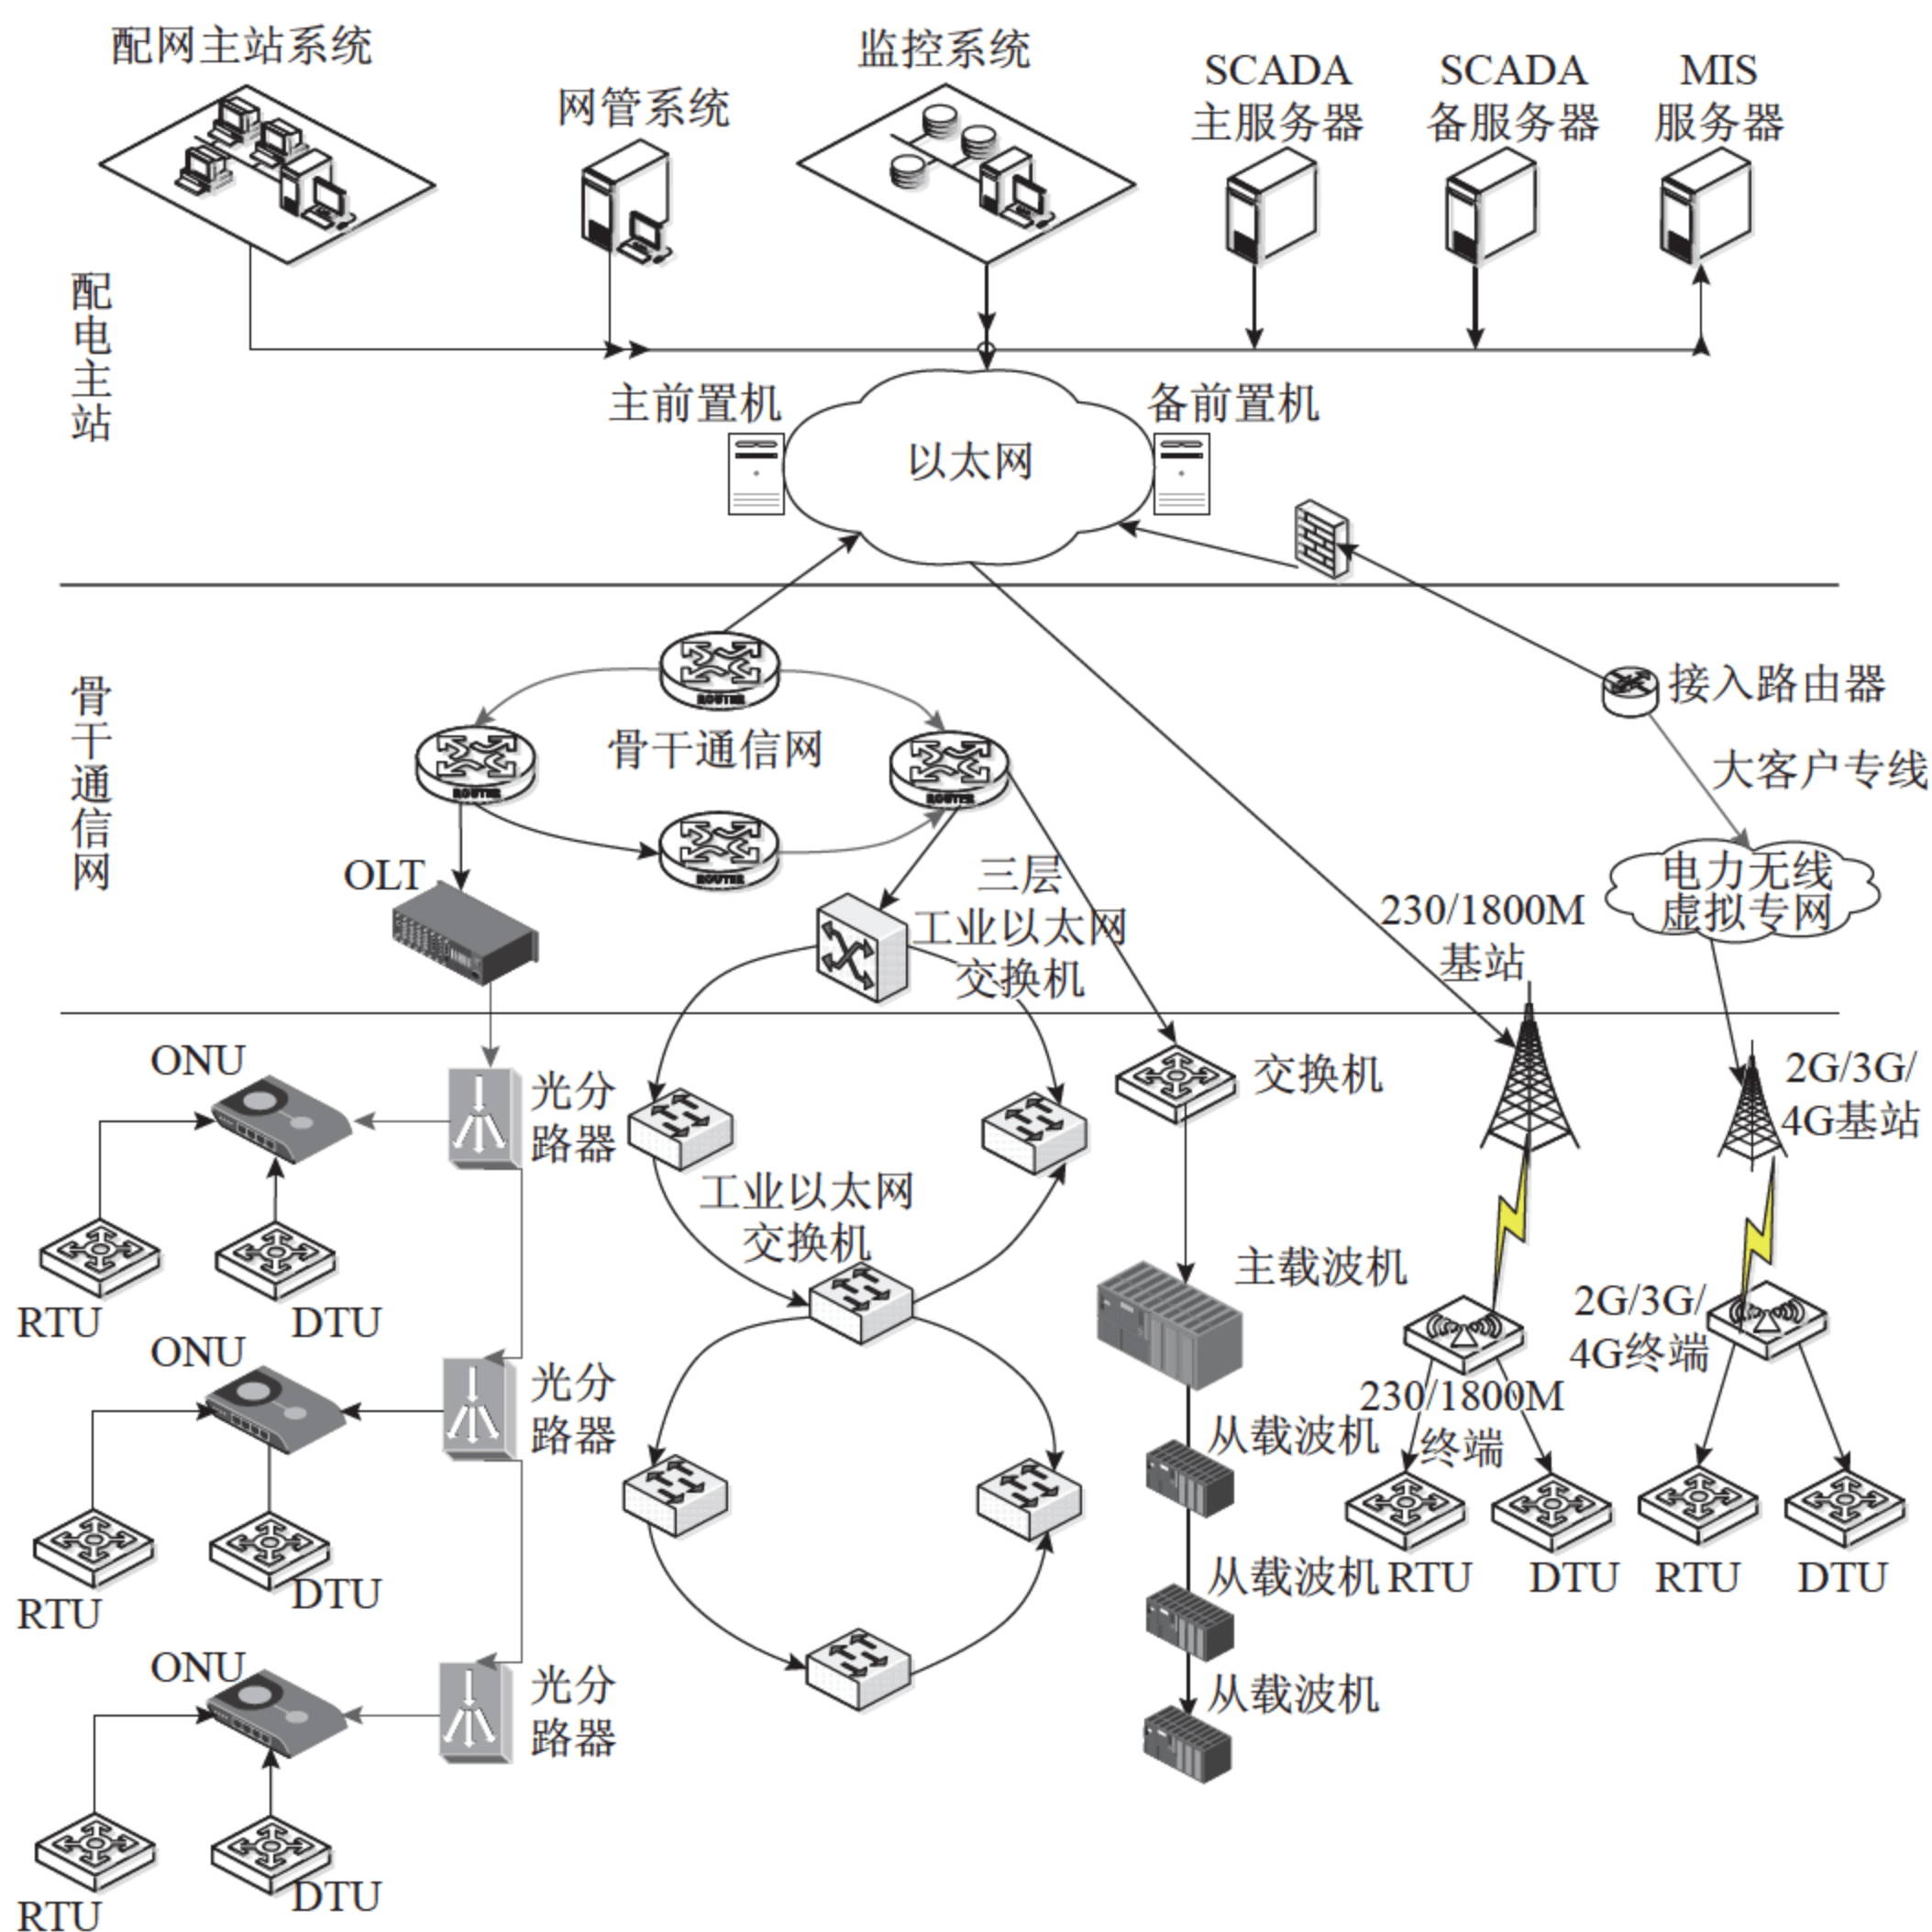 配网主站系统
网管系统
监控系统
SCADA
主服务器
SCADA
备服务器
MIS
服务器
配电主站
主前置机
以太网
备前置机
骨干通信网
ROUTER
ROUTER
骨干通信网
ROUTER
ROUTER
接入路由器
大客户专线
电力无线
虚拟专网
OLT
三层
工业以太网
交换机
230/1800M
基站
ONU
光分
路器
交换机
2G/3G/
4G基站
工业以太网
交换机
RTU
DTU
主载波机
2G/3G/
4G终端
230/1800M
终端
ONU
光分
路器
从载波机
RTU
DTU
从载波机
RTU
DTU
RTU
DTU
ONU
光分
路器
从载波机
RTU
DTU